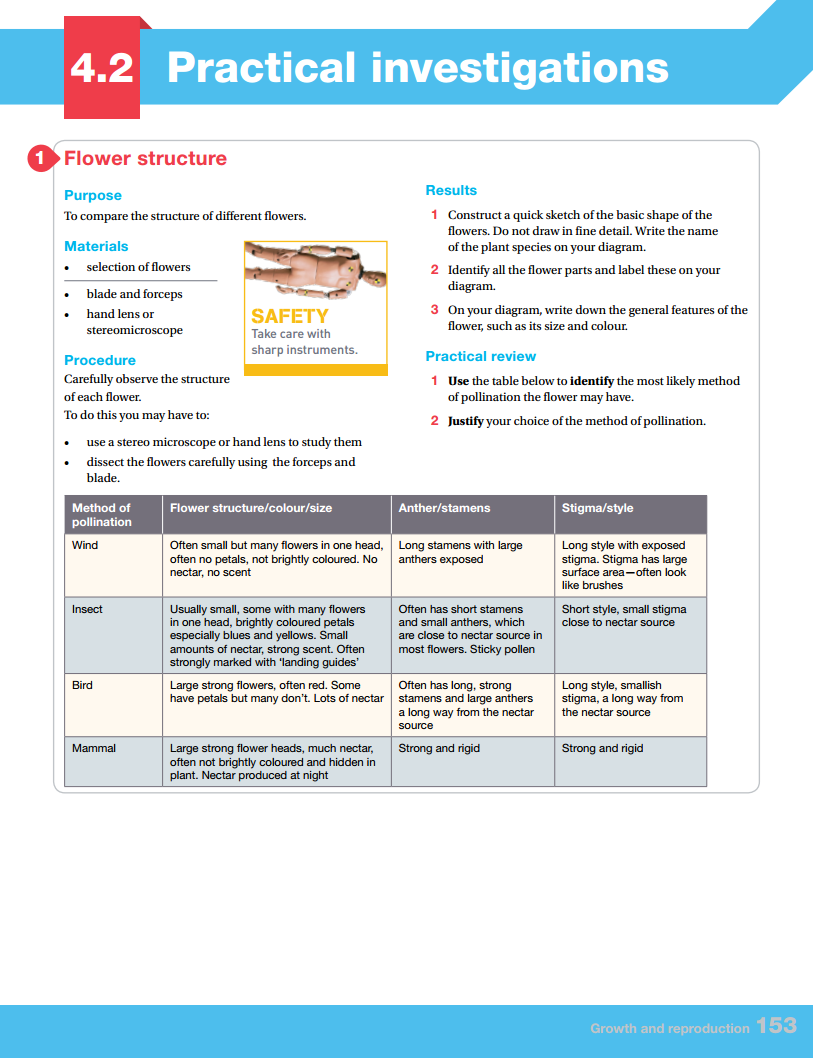 4.2 Practical investigations
1 Flower structure
Purpose
To compare the structure of different flowers.
Materials
• selection of flowers
• blade and forceps
• hand lens or
stereomicroscope
SAFETY
Take care with
sharp instruments.
Procedure
Carefully observe the structure
of each flower.
To do this you may have to:
• use a stereo microscope or hand lens to study them
• dissect the flowers carefully using the forceps and
blade.
Results
1 Construct a quick sketch of the basic shape of the
flowers. Do not draw in fine detail. Write the name
of the plant species on your diagram.
2 Identify all the flower parts and label these on your
diagram.
3 On your diagram, write down the general features of the
flower, such as its size and colour.
Practical review
1 Use the table below to identify the most likely method
of pollination the flower may have.
2 Justify your choice of the method of pollination.
Method of
pollination
Flower structure/colour/size
Anther/stamens
Stigma/style
Wind
Often small but many flowers in one head,
often no petals, not brightly coloured. No
nectar, no scent
Long stamens with large
anthers exposed
Long style with exposed
stigma. Stigma has large
surface area—often look
like brushes
Insect
Usually small, some with many flowers
in one head, brightly coloured petals
especially blues and yellows. Small
amounts of nectar, strong scent. Often
strongly marked with ‘landing guides’
Often has short stamens
and small anthers, which
are close to nectar source in
most flowers. Sticky pollen
Short style, small stigma
close to nectar source
Bird
Large strong flowers, often red. Some
have petals but many don’t. Lots of nectar
Often has long, strong
stamens and large anthers
a long way from the nectar
source
Long style, smallish
stigma, a long way from
the nectar source
Mammal
Large strong flower heads, much nectar,
often not brightly coloured and hidden in
plant. Nectar produced at night
Strong and rigid
Strong and rigid
Growth and reproduction 153